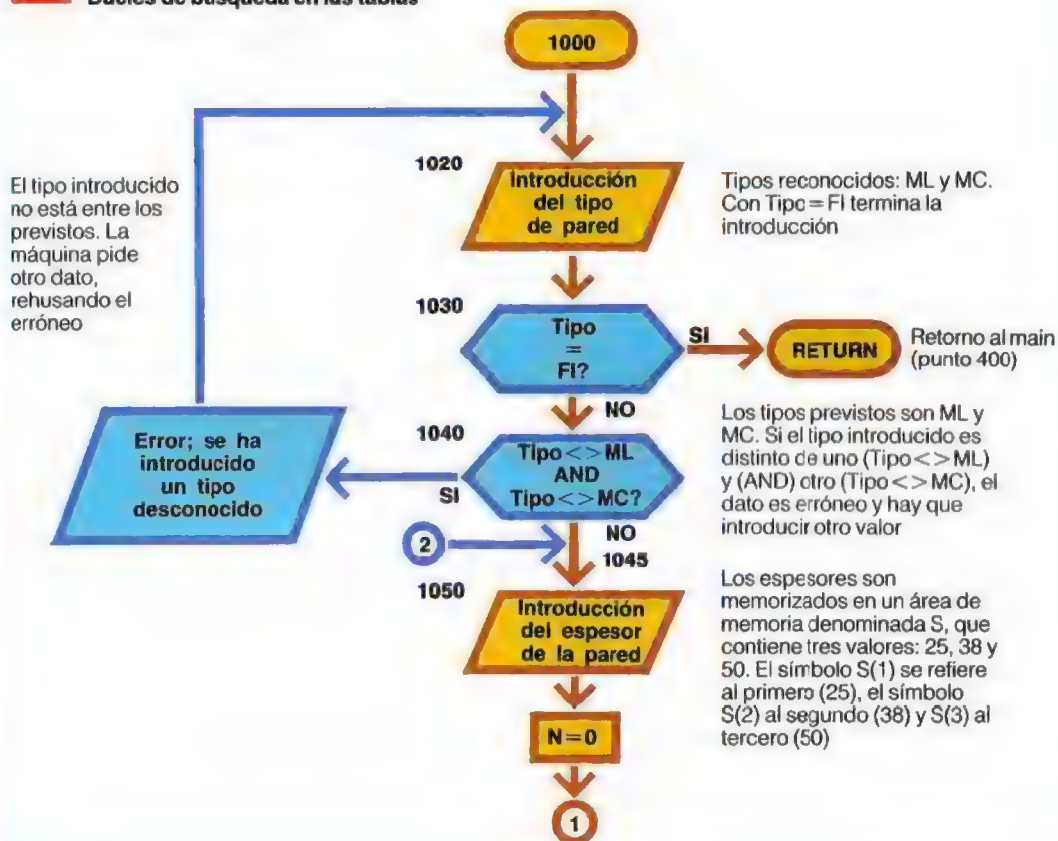 Bucles de búsqueda en las tablas
1000
1020
Introducción
del tipo
de pared
Tipos reconocidos: ML y MC.
Con Tipo = FI termina la
introducción
El tipo introducido
no está entre los
previstos. La
máquina pide
otro dato,
rehusando el
erróneo
1030
Tipo
=
FI?
SI
RETURN
Retorno al main
(punto 400)
NO
1040
Tipo<>ML
AND
Tipo<>MC?
SI
Error; se ha
introducido
un tipo
desconocido
Los tipos previstos son ML y
MC. Si el tipo introducido es
distinto de uno (Tipo<>ML)
y (AND) otro (Tipo<>MC), el
dato es erróneo y hay que
introducir otro valor
NO
2
1045
1050
Introducción
del espesor
de la pared
Los espesores son
memorizados en un área de
memoria denominada S, que
contiene tres valores: 25, 38 y
50. El símbolo S(1) se refiere
al primero (25), el símbolo
S(2) al segundo (38) y S(3) al
tercero (50)
N=0
1